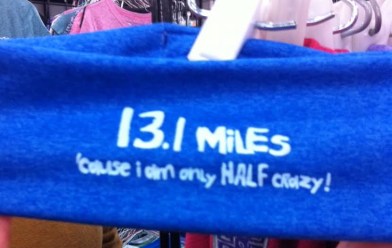 13.1 MiLES
'cause i am only HALF crazy!